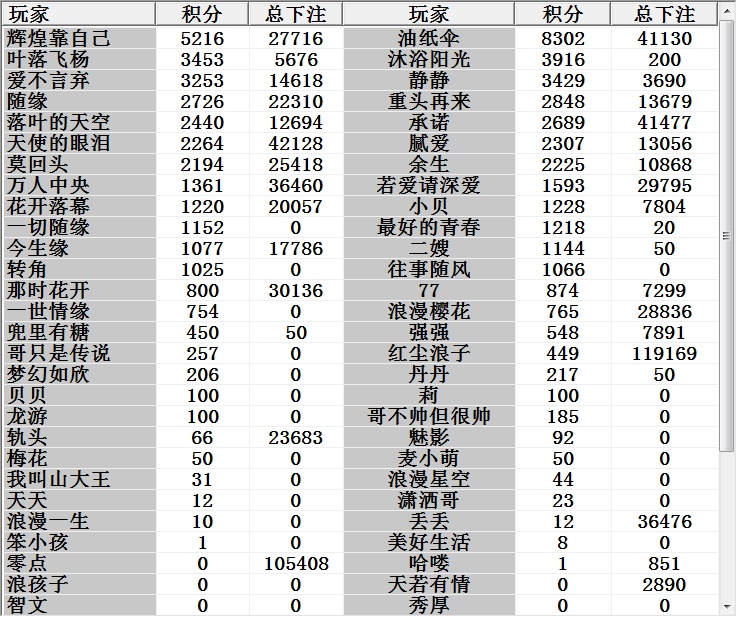 玩家 积分 总下注 玩家 积分 总下注
辉煌靠自己 5216 27716 油纸伞 8302 41130
叶落飞杨 3453 5676 沐浴阳光 3916 200
爱不言弃 3253 14618 静静 3429 3690
随缘 2726 22310 重头再来 2848 13679
落叶的天空 2440 12694 承诺 2689 41477
天使的眼泪 2264 42128 腻爱 2307 13056
莫回头 2194 25418 余生 2225 10868
万人中央 1361 36460 若爱请深爱 1593 29795
花开落幕 1220 20057 小贝 1228 7804
一切随缘 1152 0 最好的青春 1218 20
今生缘 1077 17786 二嫂 1144 50
转角 1025 0 往事随风 1066 0
那时花开 800 30136 77 874 7299
一世情缘 754 0 浪漫樱花 765 28836
兜里有糖 450 50 强强 548 7891
哥只是传说 257 0 红尘浪子 449 119169
梦幻如欣 206 0 丹丹 217 50
贝贝 100 0 莉 100 0
龙游 100 0 哥不帅但很帅 185 0
轨头 66 23683 魅影 92 0
梅花 50 0 麦小萌 50 0
我叫山大王 31 0 浪漫星空 44 0
天天 12 0 潇洒哥 23 0
浪漫一生 10 0 丢丢 12 36476
笨小孩 1 0 美好生活 8 0
零点 0 105408 哈喽 1 851
浪孩子 0 0 天若有情 0 2890
智文 0 0 秀厚 0 0